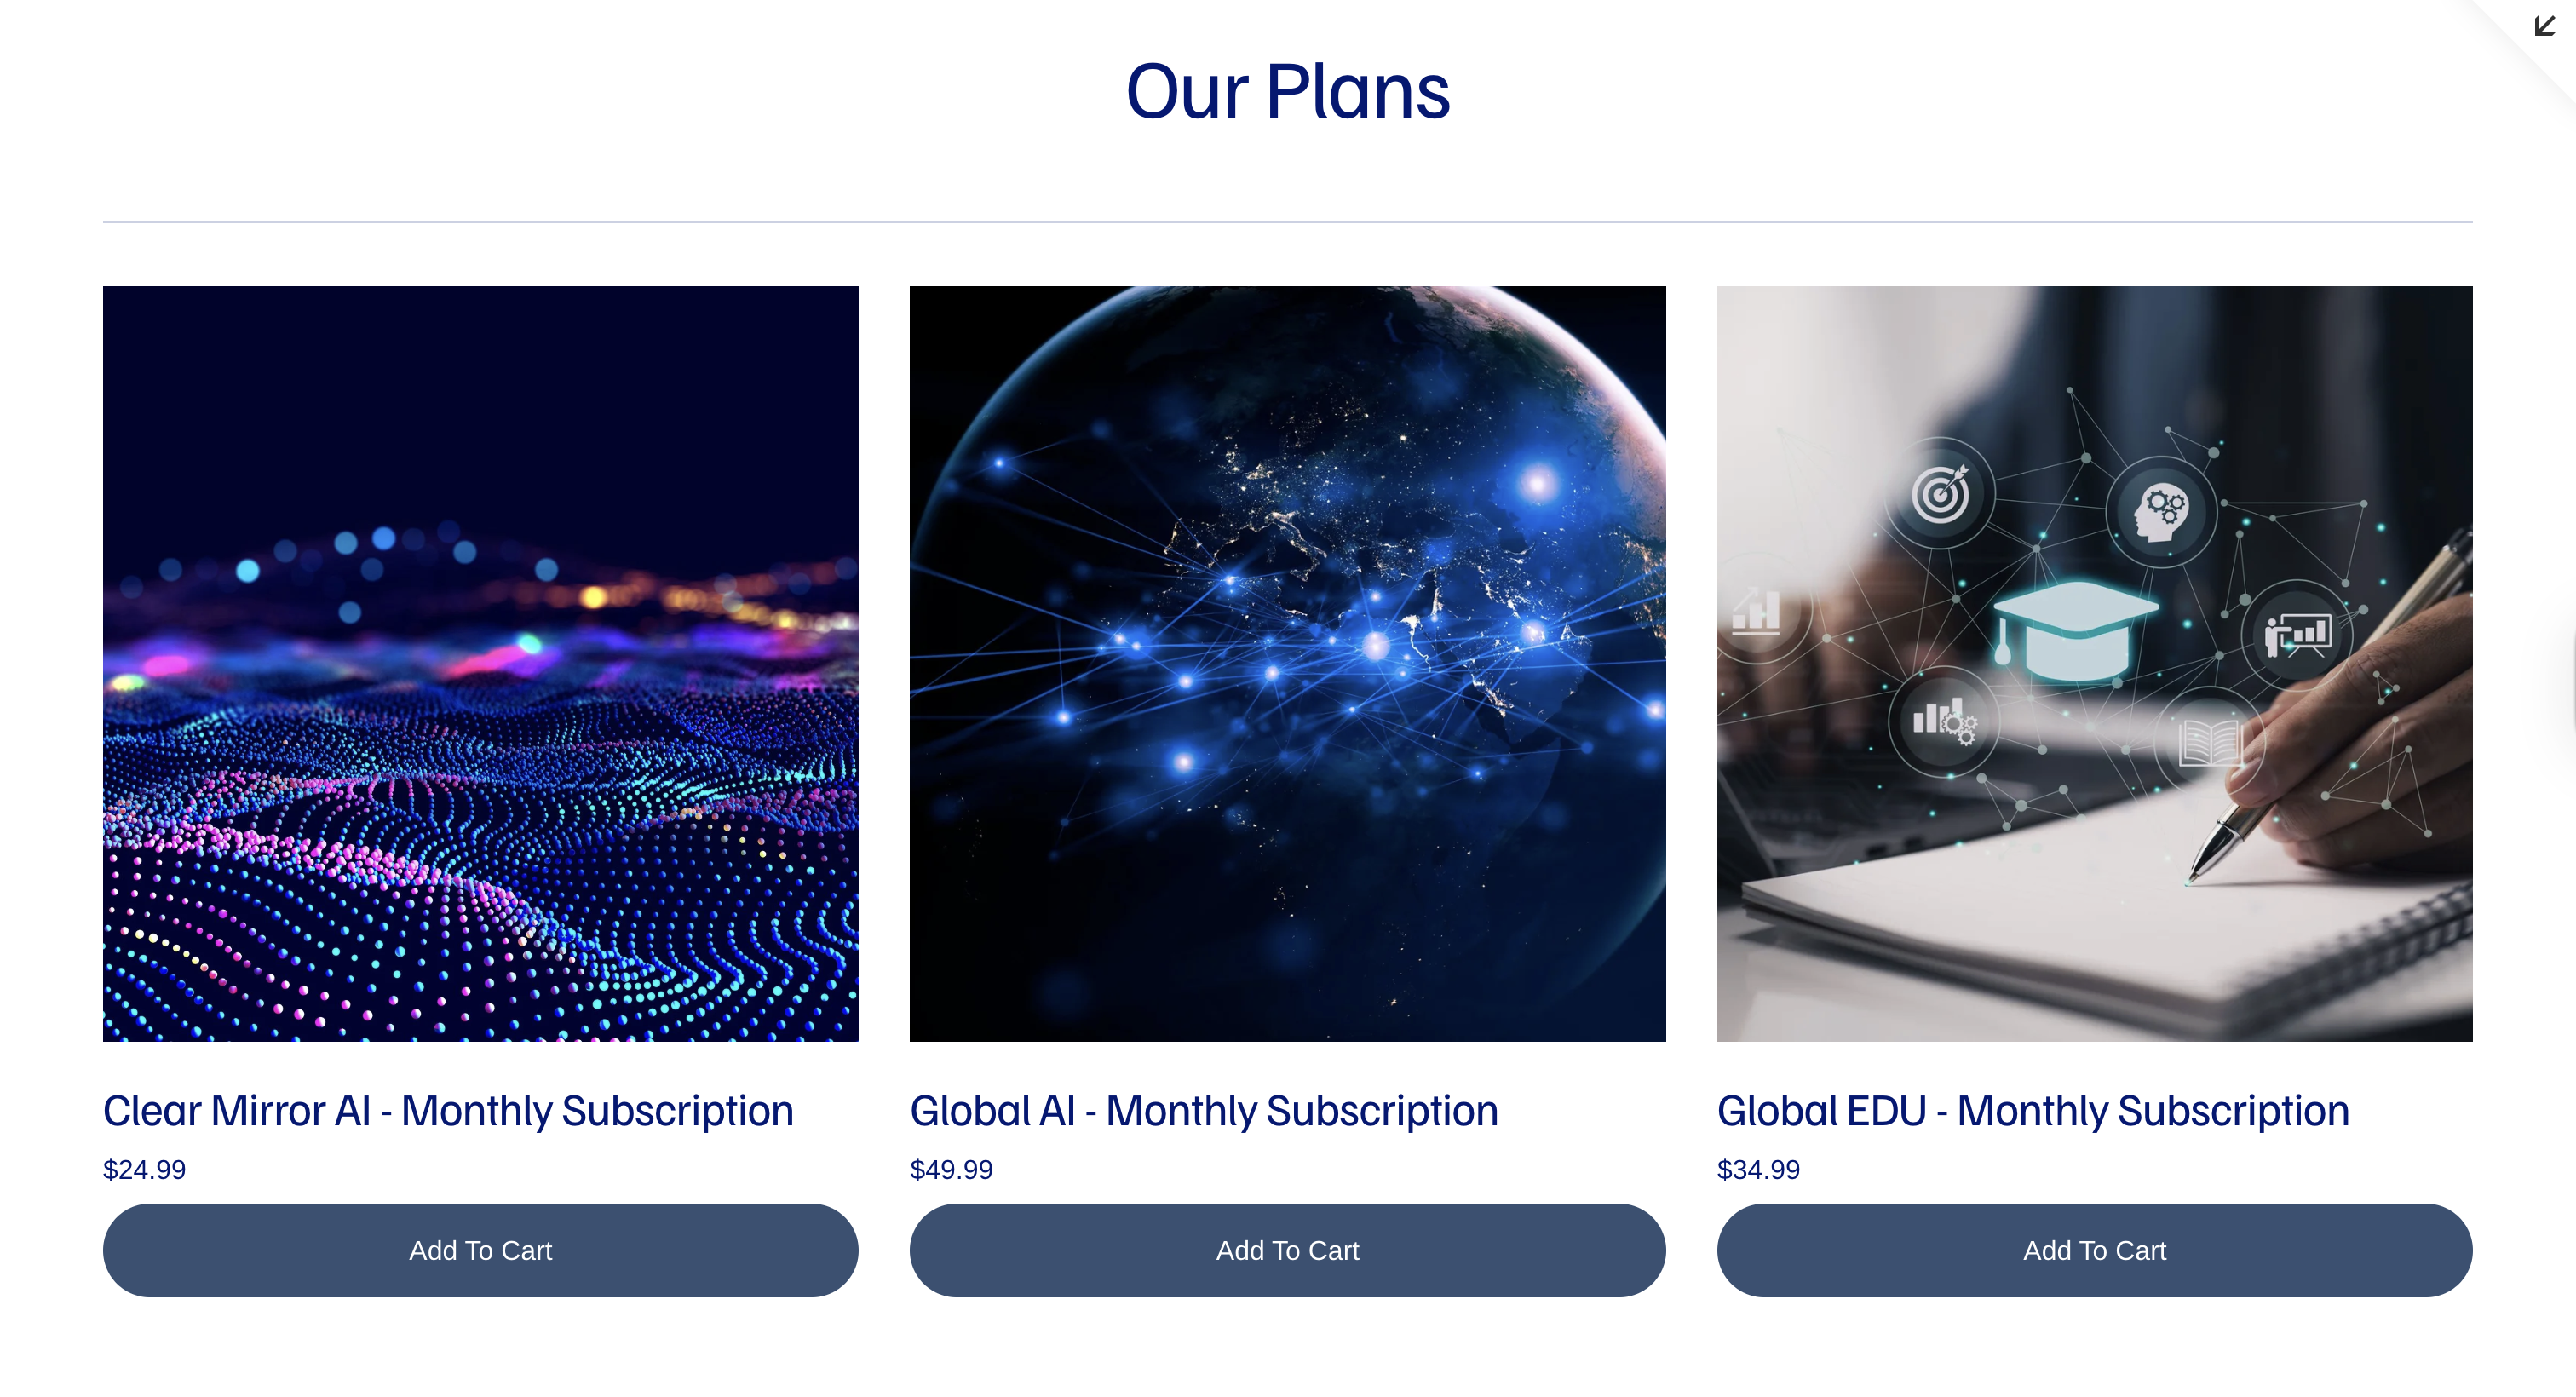 Our Plans
Clear Mirror AI - Monthly Subscription
$24.99
Add To Cart
Global AI - Monthly Subscription
$49.99
Add To Cart
Global EDU - Monthly Subscription
$34.99
Add To Cart